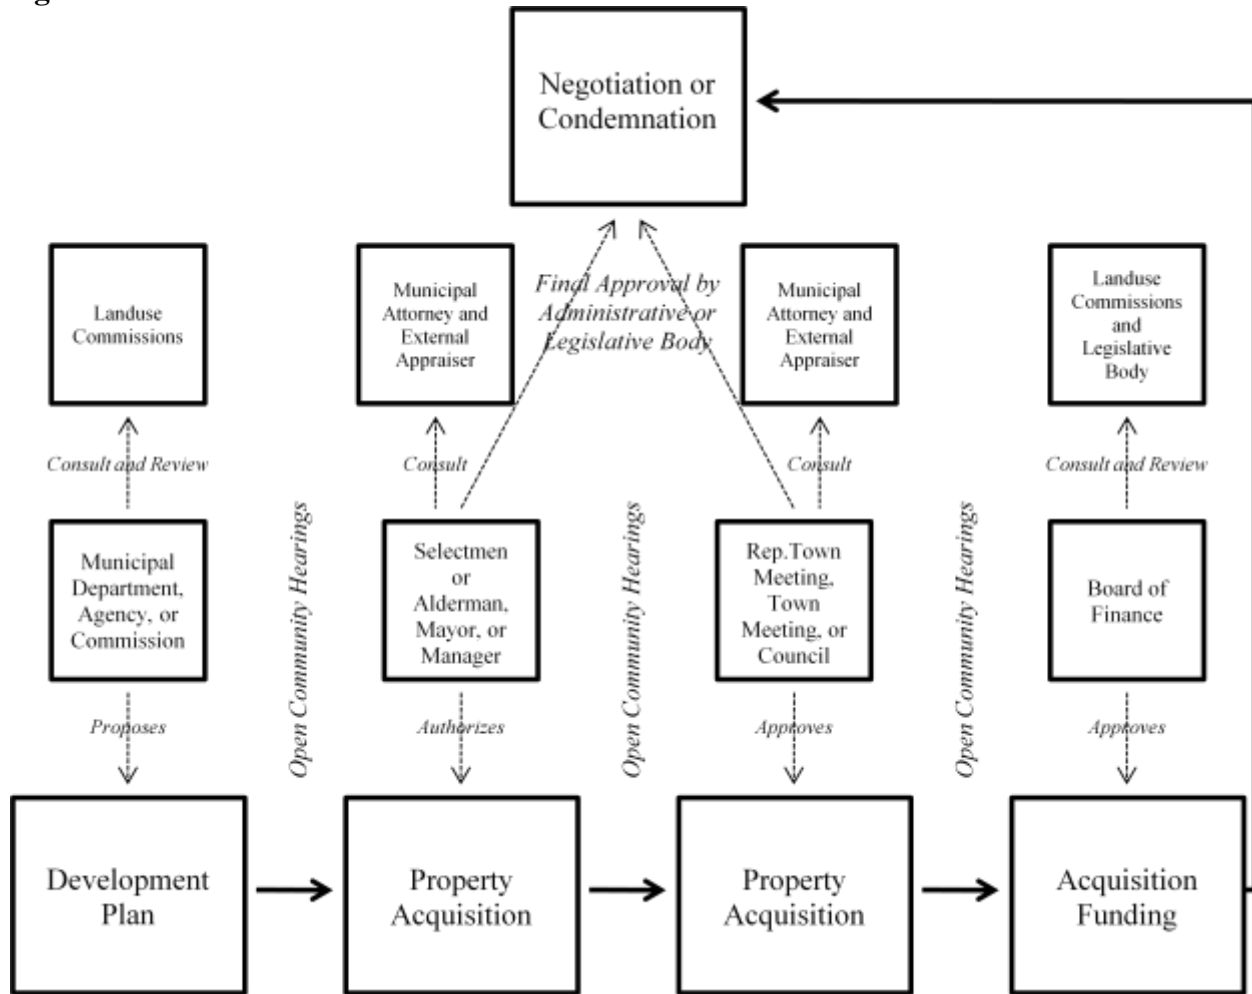 Negotiation or
Condemnation
Landuse
Commissions
Municipal
Attorney and
External
Appraiser
Final Approval by
Administrative or
Legislative Body
Municipal
Attorney and
External
Appraiser
Landuse
Commissions
and
Legislative
Body
Consult and Review
Consult
Consult
Consult and Review
Municipal
Department,
Agency, or
Commission
Open Community Hearings
Selectmen
or
Alderman,
Mayor, or
Manager
Open Community Hearings
Rep.Town
Meeting,
Town
Meeting, or
Council
Open Community Hearings
Board of
Finance
Proposes
Authorizes
Approves
Approves
Development
Plan
Property
Acquisition
Property
Acquisition
Acquisition
Funding